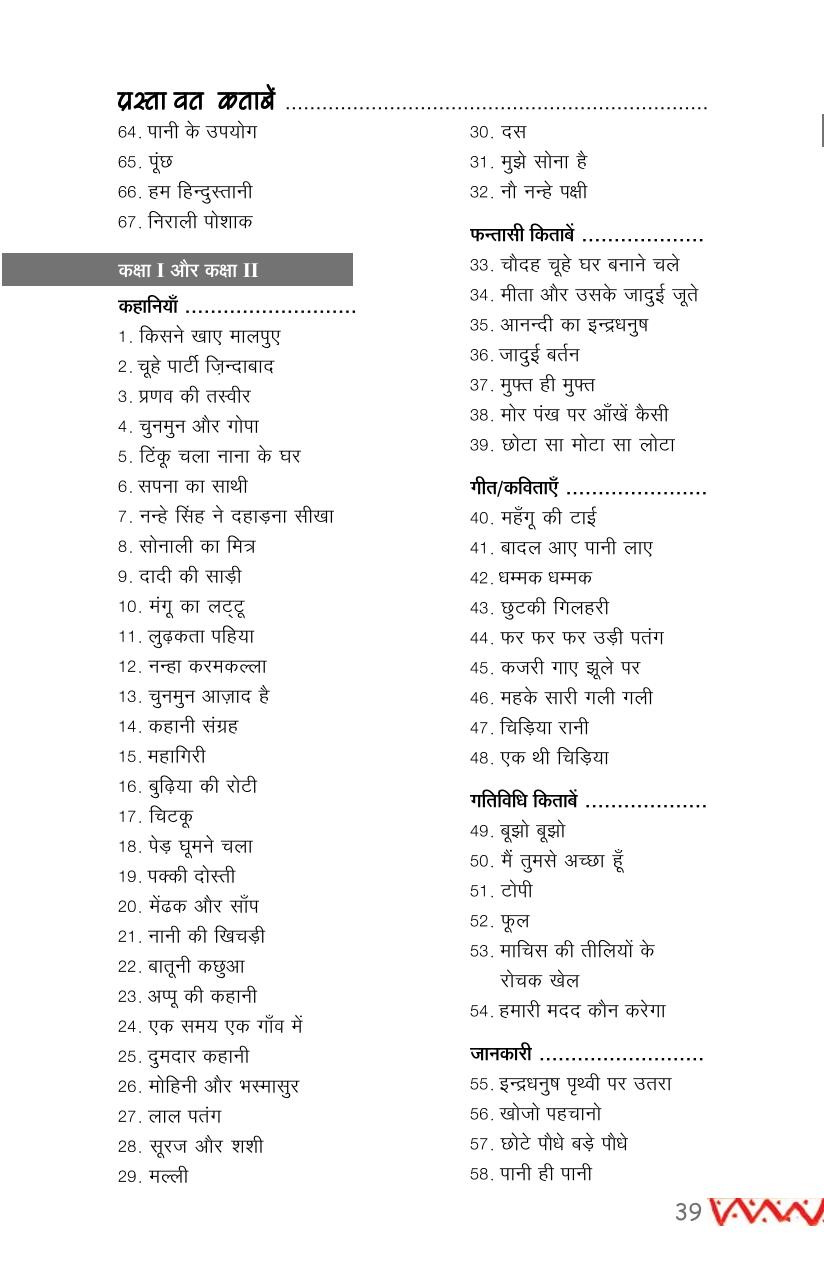 प्रस्ता वत कताबें ....................................................................
64. पानी के उपयोग
65. पूंछ
66. हम हिन्दुस्तानी
67. निराली पोशाक
कक्षा I और कक्षा II
कहानियाँ ...........................
1. किसने खाए मालपुए
2. चूहे पार्टी ज़िन्दाबाद
3. प्रणव की तस्वीर
4. चुनमुन और गोपा
5. टिंकू चला नाना के घर
6. सपना का साथी
7. नन्हे सिंह ने दहाड़ना सीखा
8. सोनाली का मित्र
9. दादी की साड़ी
10. मंगू का लट्टू
11. लुढ़कता पहिया
12. नन्हा करमकल्ला
13. चुनमुन आज़ाद है
14. कहानी संग्रह
15. महागिरी
16. बुढ़िया की रोटी
17. चिटकू
18. पेड़ घूमने चला
19. पक्की दोस्ती
20. मेंढक और साँप
21. नानी की खिचड़ी
22. बातूनी कछुआ
23. अप्पू की कहानी
24. एक समय एक गाँव में
25. दुमदार कहानी
26. मोहिनी और भस्मासुर
27. लाल पतंग
28. सूरज और शशी
29. मल्ली
30. दस
31. मुझे सोना है
32. नौ नन्हे पक्षी
फन्तासी किताबें ...................
33. चौदह चूहे घर बनाने चले
34. मीता और उसके जादुई जूते
35. आनन्दी का इन्द्रधनुष
36. जादुई बर्तन
37. मुफ्त ही मुफ्त
38. मोर पंख पर आँखें कैसी
39. छोटा सा मोटा सा लोटा
गीत/कविताएँ ......................
40. महँगू की टाई
41. बादल आए पानी लाए
42. धम्मक धम्मक
43. छुटकी गिलहरी
44. फर फर फर उड़ी पतंग
45. कजरी गाए झूले पर
46. महके सारी गली गली
47. चिड़िया रानी
48. एक थी चिड़िया
गतिविधि किताबें ...................
49. बूझो बूझो
50. मैं तुमसे अच्छा हूँ
51. टोपी
52. फूल
53. माचिस की तीलियों के
रोचक खेल
54. हमारी मदद कौन करेगा
जानकारी ..........................
55. इन्द्रधनुष पृथ्वी पर उतरा
56. खोजो पहचानो
57. छोटे पौधे बड़े पौधे
58. पानी ही पानी
39